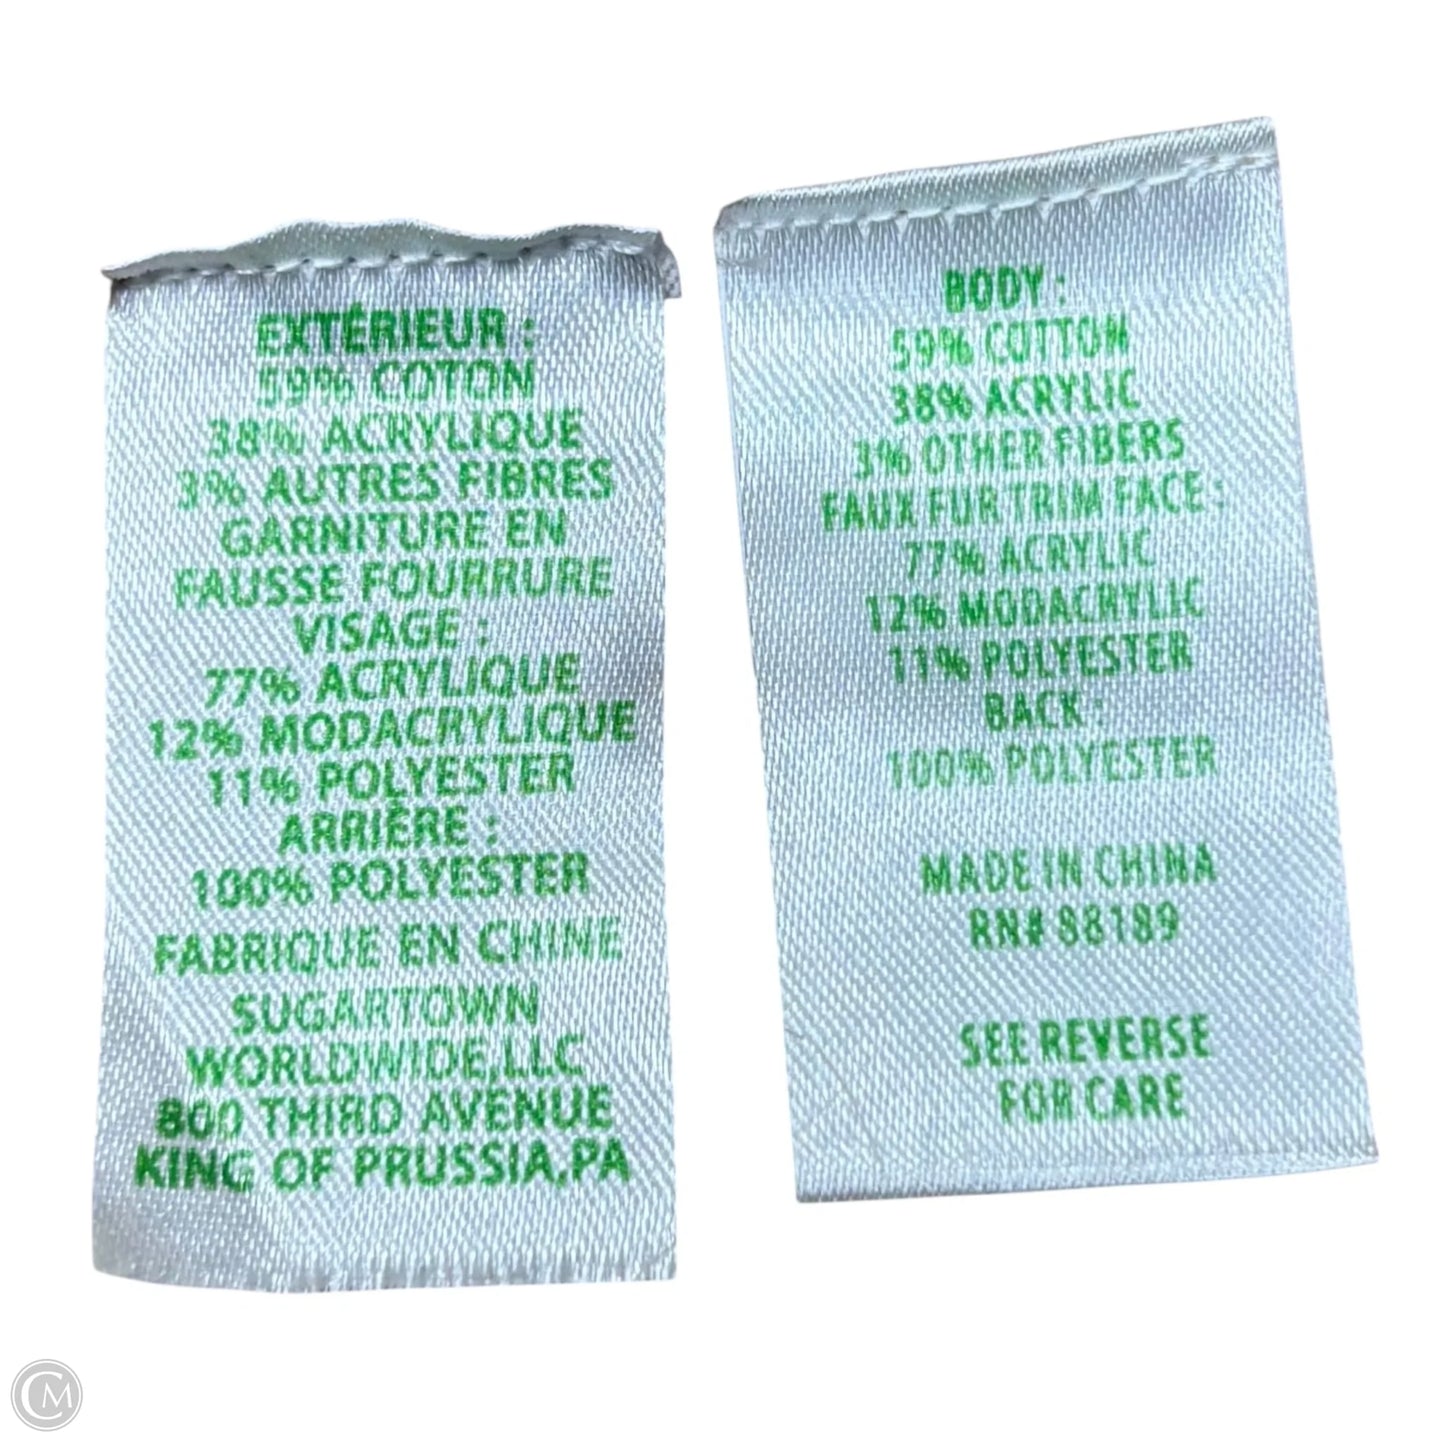 EXTÉRIEUR :
59% COTON
38% ACRYLIQUE
3% AUTRES FIBRES
GARNITURE EN
FAUSSE FOURRURE
VISAGE :
77% ACRYLIQUE
12% MODACRYLIQUE
11% POLYESTER
ARRIÈRE :
100% POLYESTER
FABRIQUE EN CHINE
SUGARTOWN
WORLDWIDE,LLC
800 THIRD AVENUE
KING OF PRUSSIA,PA
BODY :
59% COTTON
38% ACRYLIC
3% OTHER FIBERS
FAUX FUR TRIM FACE :
77% ACRYLIC
12% MODACRYLIC
11% POLYESTER
BACK :
100% POLYESTER
MADE IN CHINA
RN# 88189
SEE REVERSE
FOR CARE
CM